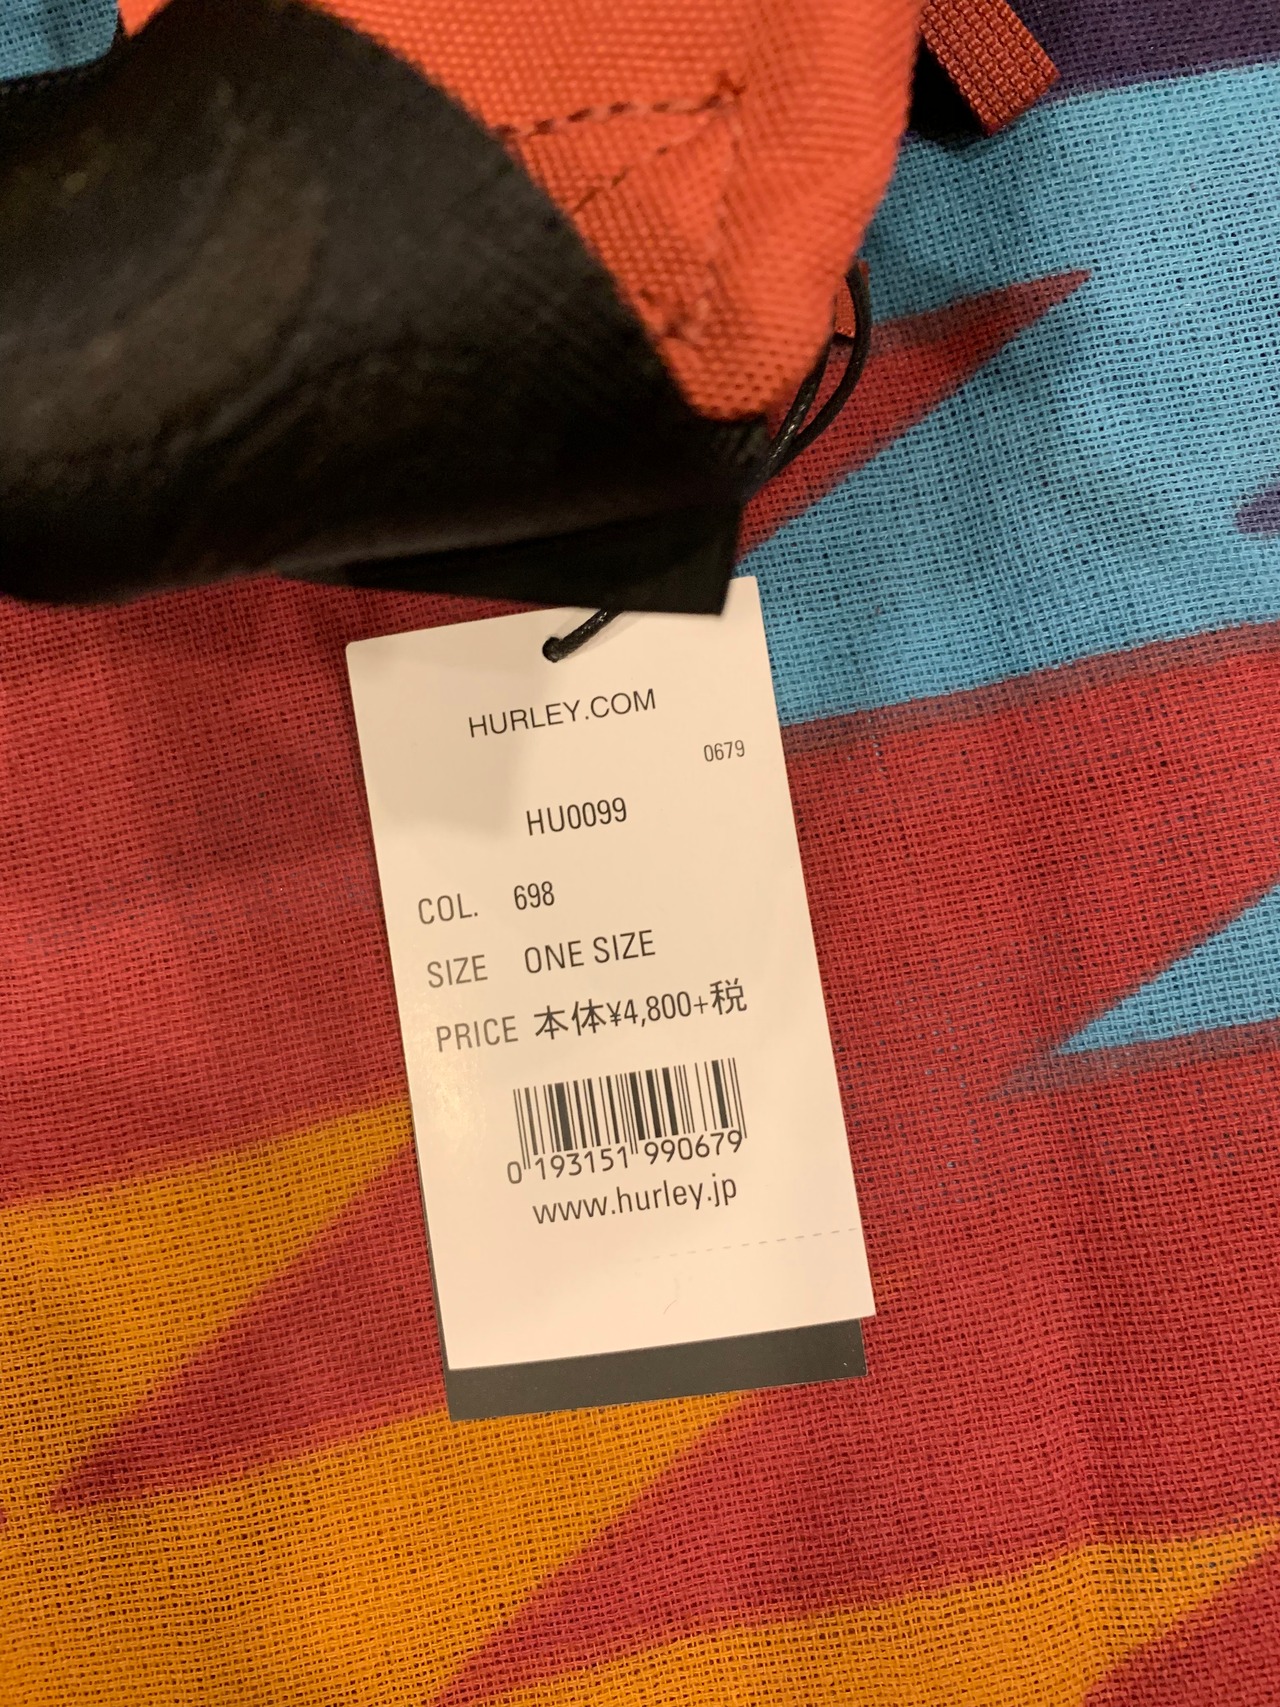 HURLEY.COM
0679
HU0099
COL. 698
SIZE ONE SIZE
PRICE 本体¥4,800+税
0 193151 990679
www.hurley.jp